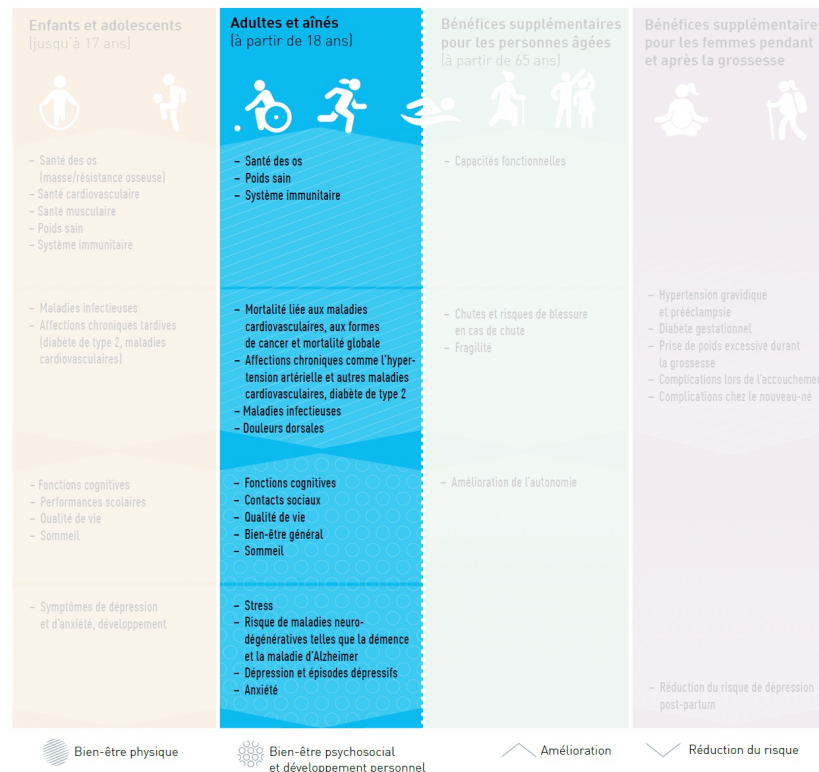 Enfants et adolescents
(jusqu'à 17 ans)
– Santé des os
(masse/résistance osseuse)
– Santé cardiovasculaire
– Santé musculaire
– Poids sain
– Système immunitaire
– Maladies infectieuses
– Affections chroniques tardives
(diabète de type 2, maladies
cardiovasculaires)
– Fonctions cognitives
– Performances scolaires
– Qualité de vie
– Sommeil
– Symptômes de dépression
et d'anxiété, développement
Adultes et aînés
(à partir de 18 ans)
– Santé des os
– Poids sain
– Système immunitaire
– Mortalité liée aux maladies
cardiovasculaires, aux formes
de cancer et mortalité globale
– Affections chroniques comme l'hyper-
tension artérielle et autres maladies
cardiovasculaires, diabète de type 2
– Maladies infectieuses
– Douleurs dorsales
– Fonctions cognitives
– Contacts sociaux
– Qualité de vie
– Bien-être général
– Sommeil
– Stress
– Risque de maladies neuro-
dégénératives telles que la démence
et la maladie d'Alzheimer
– Dépression et épisodes dépressifs
– Anxiété
Bénéfices supplémentaires
pour les personnes âgées
(à partir de 65 ans)
– Capacités fonctionnelles
– Chutes et risques de blessure
en cas de chute
– Fragilité
– Amélioration de l'autonomie
Bénéfices supplémentaire
pour les femmes pendant
et après la grossesse
– Hypertension gravidique
et prééclampsie
– Diabète gestationnel
– Prise de poids excessive durant
la grossesse
– Complications lors de l'accoucheme
– Complications chez le nouveau-né
– Réduction du risque de dépression
post-partum
Bien-être physique
Bien-être psychosocial
et développement personnel
Amélioration
Réduction du risque